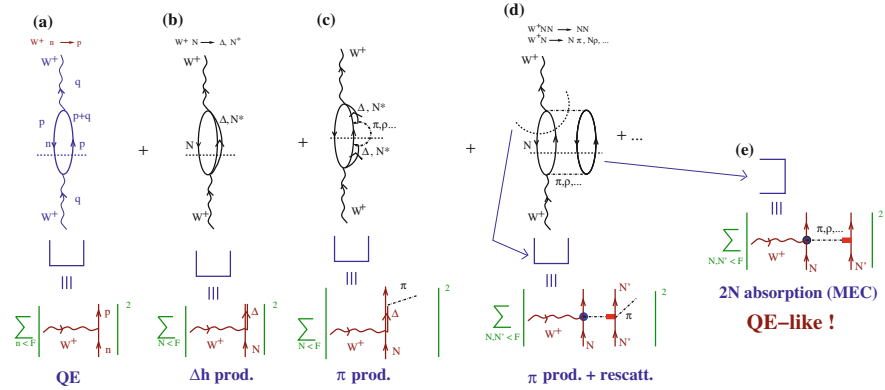 (a)
W⁺ n → p
W⁺
q
p
p+q
n
p
q
W⁺
+
(b)
W⁺ N → Δ, N*
W⁺
Δ,N*
N
W⁺
+
(c)
W⁺
Δ, N*
π,ρ...
Δ, N*
W⁺
+
(d)
W⁺NN → NN
W⁺N → N π, Nρ, ...
W⁺
N
π,ρ,...
W⁺
+ ...
(e)
Σ n < F
p
W⁺
n
2
QE
Σ N < F
Δ
W⁺
N
2
Δh prod.
Σ N < F
π
Δ
W⁺
N
2
π prod.
Σ N,N' < F
N'
W⁺
π
N
N'
2
π prod. + rescatt.
Σ N,N' < F
π,ρ,...
W⁺
N
N'
2
2N absorption (MEC)
QE−like !